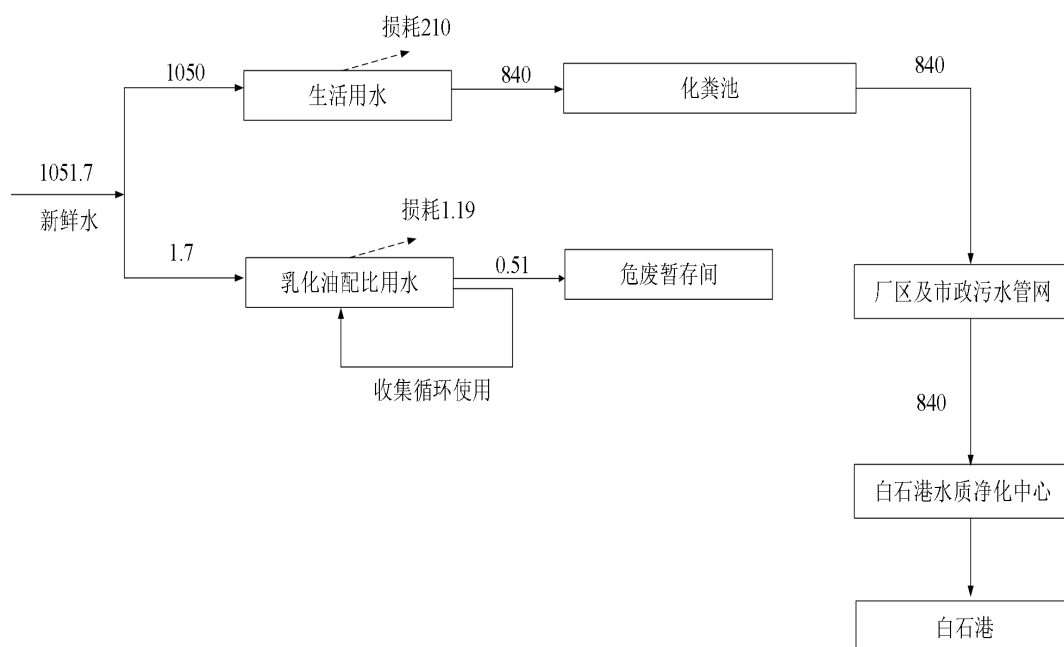 损耗210
1050
生活用水
840
化粪池
840
1051.7
新鲜水
损耗1.19
1.7
乳化油配比用水
0.51
危废暂存间
厂区及市政污水管网
收集循环使用
840
白石港水质净化中心
白石港